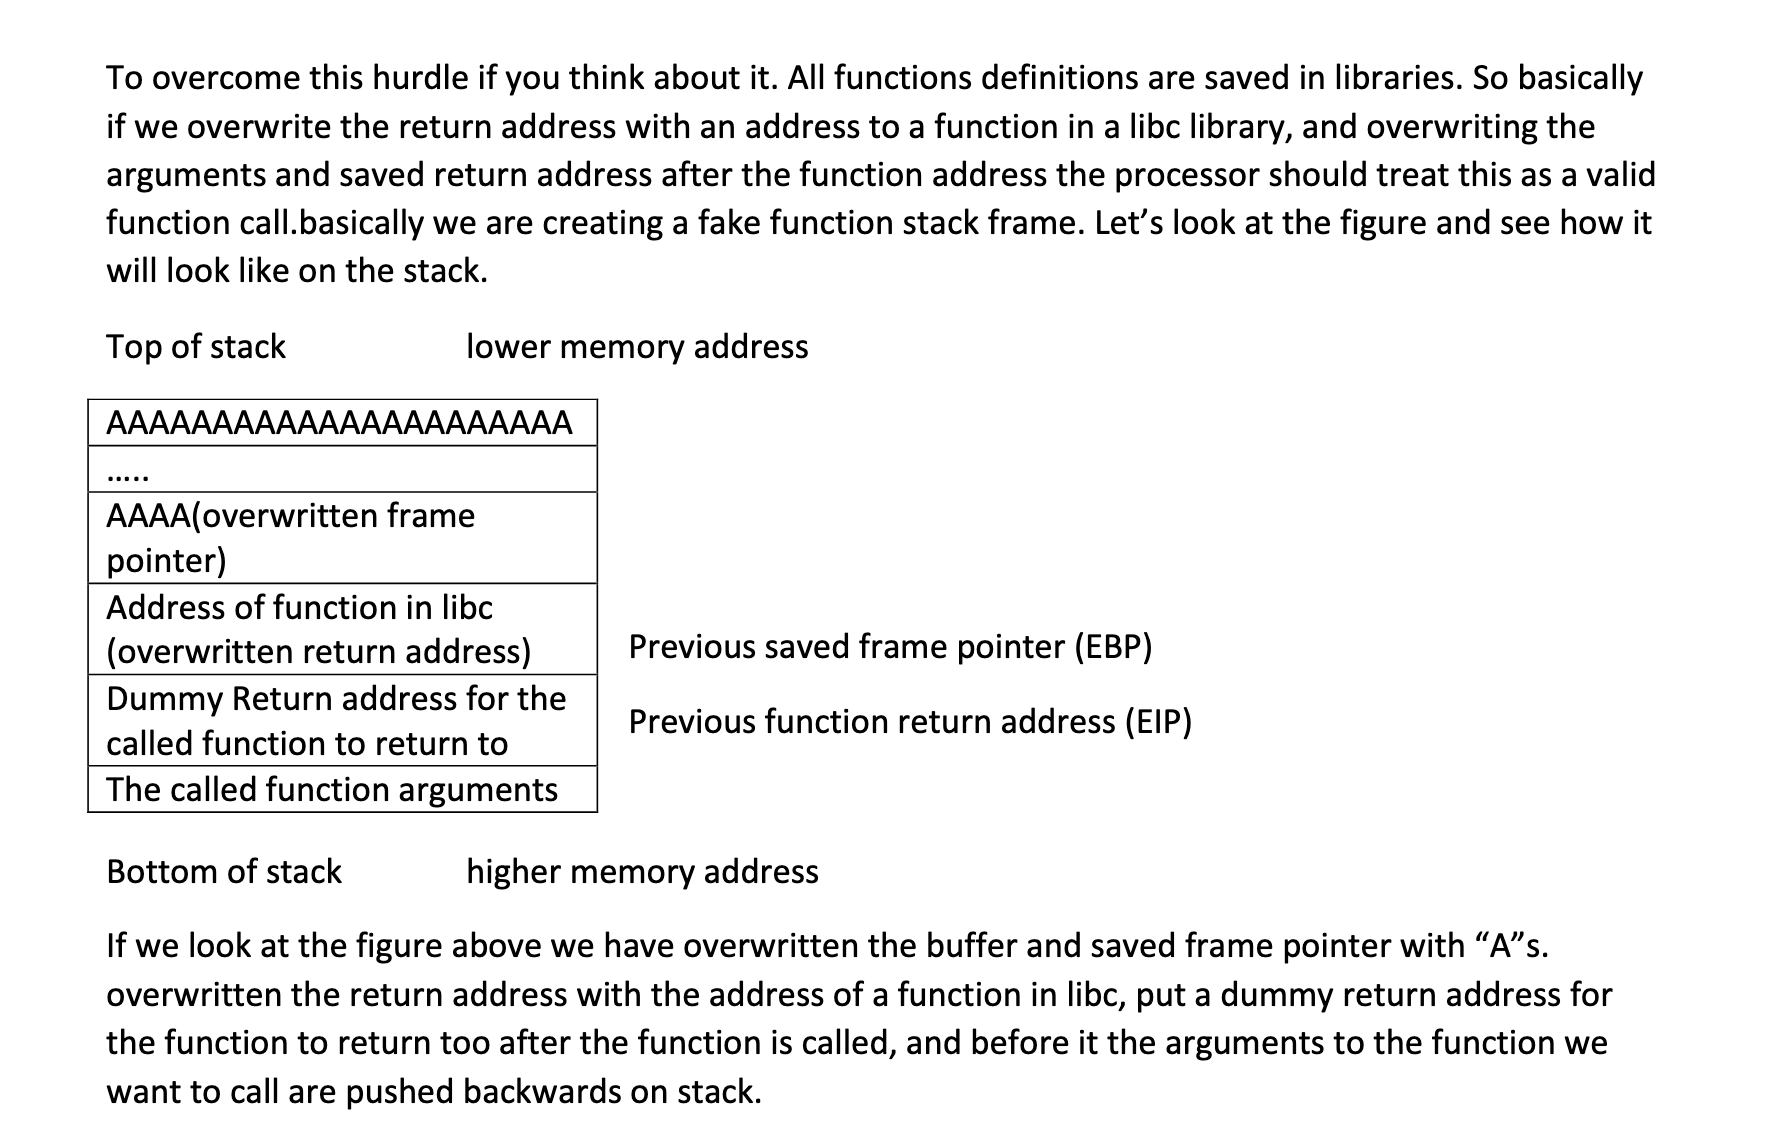 To overcome this hurdle if you think about it. All functions definitions are saved in libraries. So basically
if we overwrite the return address with an address to a function in a libc library, and overwriting the
arguments and saved return address after the function address the processor should treat this as a valid
function call.basically we are creating a fake function stack frame. Let’s look at the figure and see how it
will look like on the stack.
Top of stack lower memory address
AAAAAAAAAAAAAAAAAAAAAA
.....
AAAA(overwritten frame
pointer)
Address of function in libc
(overwritten return address)
Previous saved frame pointer (EBP)
Dummy Return address for the
called function to return to
Previous function return address (EIP)
The called function arguments
Bottom of stack higher memory address
If we look at the figure above we have overwritten the buffer and saved frame pointer with “A”s.
overwritten the return address with the address of a function in libc, put a dummy return address for
the function to return too after the function is called, and before it the arguments to the function we
want to call are pushed backwards on stack.